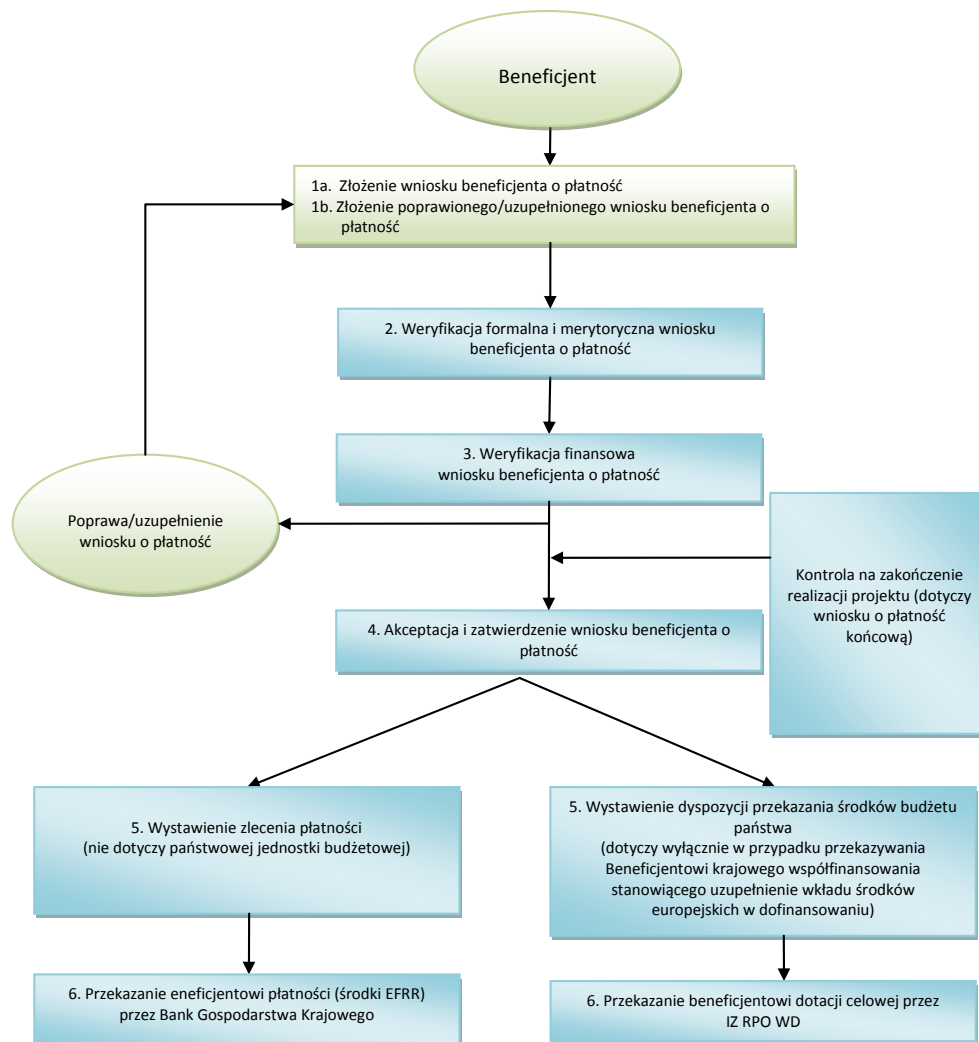 Beneficjent
1a. Złożenie wniosku beneficjenta o płatność
1b. Złożenie poprawionego/uzupełnionego wniosku beneficjenta o
płatność
2. Weryfikacja formalna i merytoryczna wniosku
beneficjenta o płatność
3. Weryfikacja finansowa
wniosku beneficjenta o płatność
Poprawa/uzupełnienie
wniosku o płatność
Kontrola na zakończenie
realizacji projektu (dotyczy
wniosku o płatność
końcową)
4. Akceptacja i zatwierdzenie wniosku beneficjenta o
płatność
5. Wystawienie zlecenia płatności
(nie dotyczy państwowej jednostki budżetowej)
5. Wystawienie dyspozycji przekazania środków budżetu
państwa
(dotyczy wyłącznie w przypadku przekazywania
Beneficjentowi krajowego współfinansowania
stanowiącego uzupełnienie wkładu środków
europejskich w dofinansowaniu)
6. Przekazanie eneficjentowi płatności (środki EFRR)
przez Bank Gospodarstwa Krajowego
6. Przekazanie beneficjentowi dotacji celowej przez
IZ RPO WD